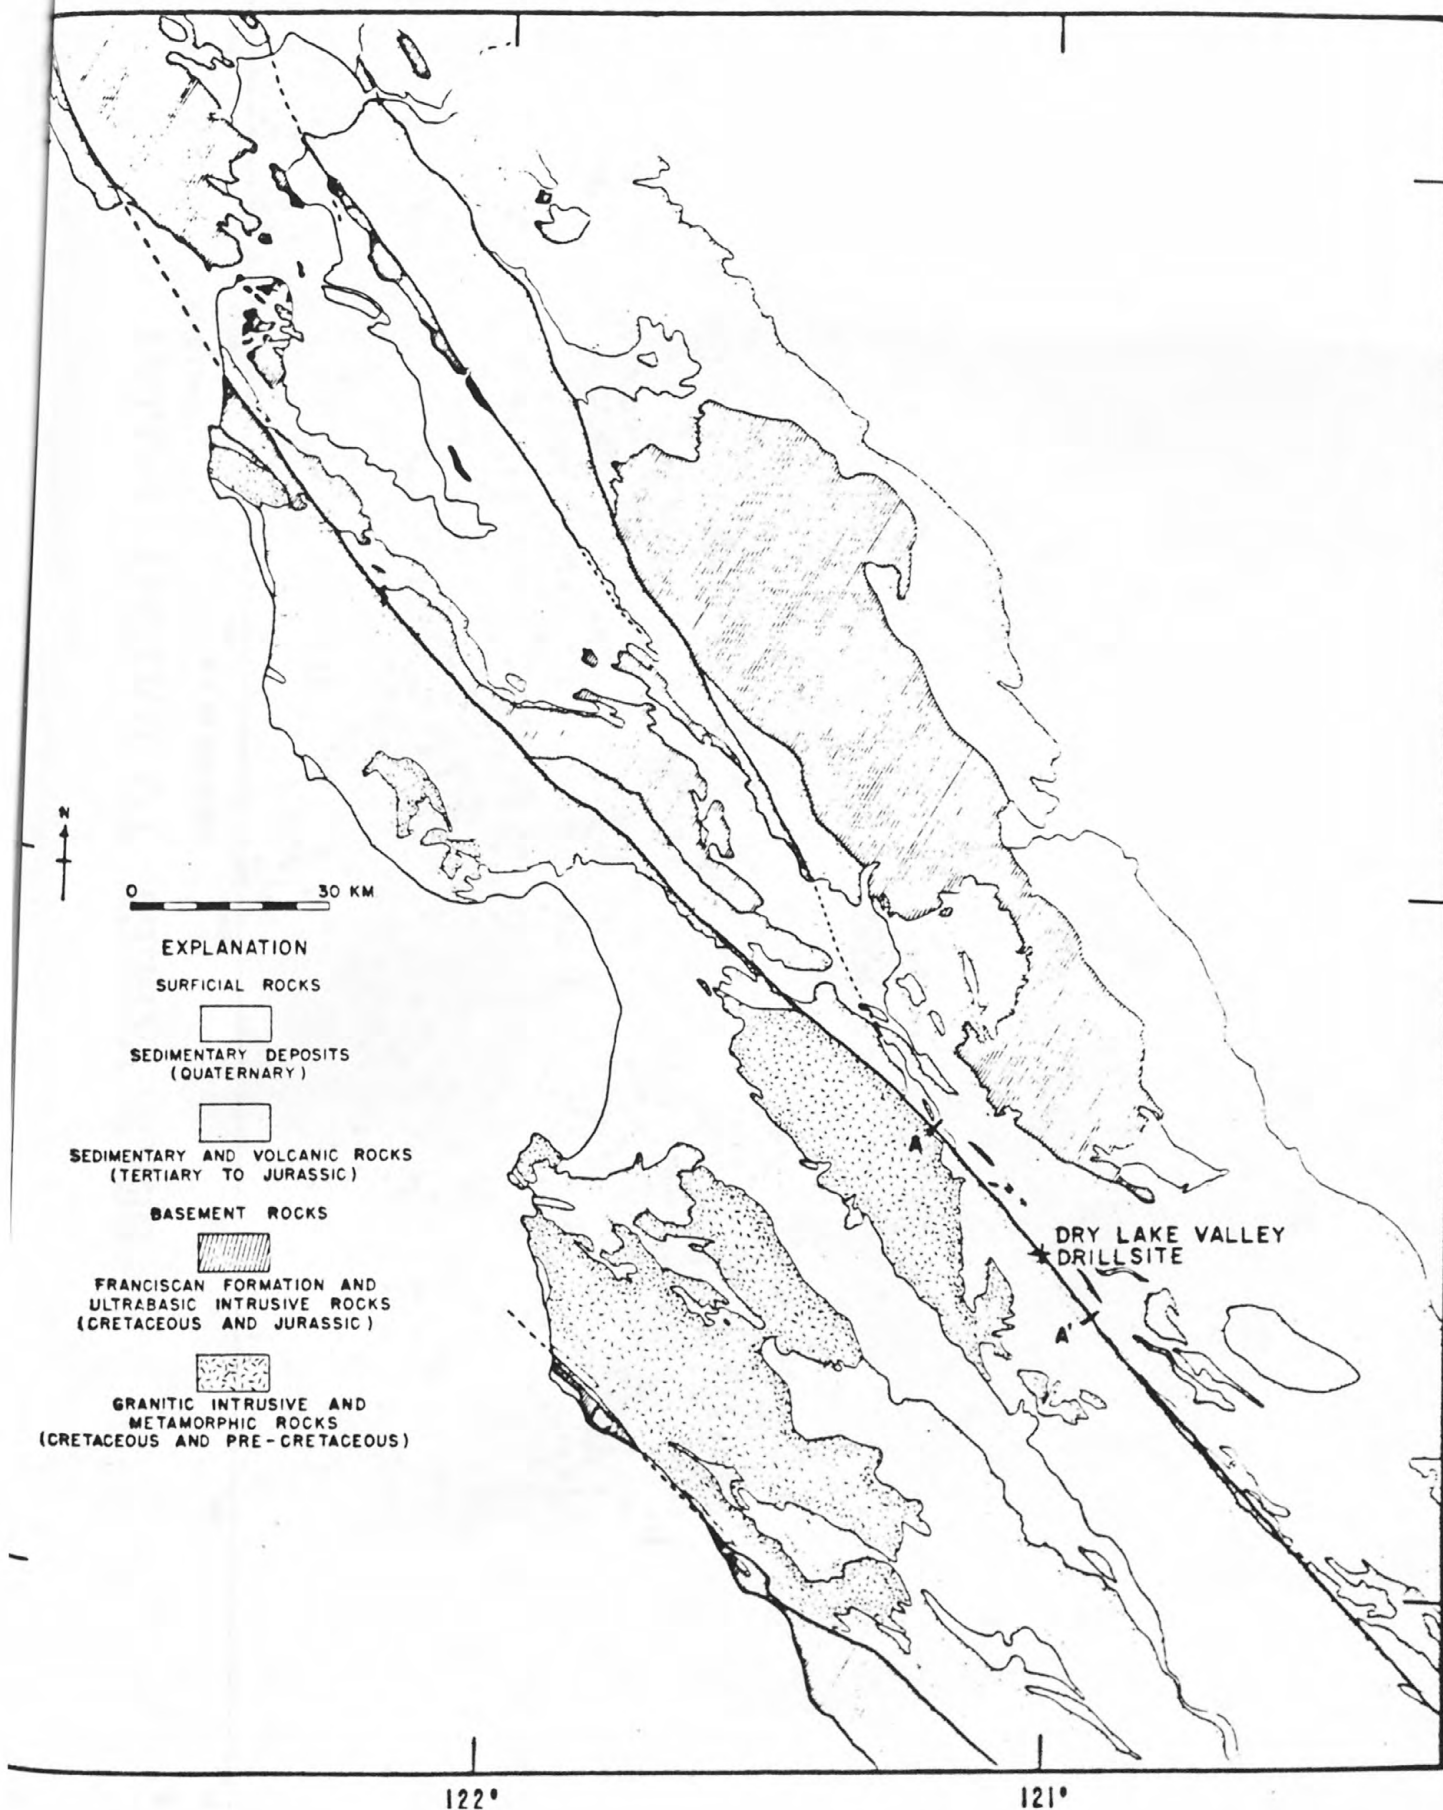 N
0 30 KM
EXPLANATION
SURFICIAL ROCKS
SEDIMENTARY DEPOSITS
(QUATERNARY)
SEDIMENTARY AND VOLCANIC ROCKS
(TERTIARY TO JURASSIC)
BASEMENT ROCKS
FRANCISCAN FORMATION AND
ULTRABASIC INTRUSIVE ROCKS
(CRETACEOUS AND JURASSIC)
GRANITIC INTRUSIVE AND
METAMORPHIC ROCKS
(CRETACEOUS AND PRE-CRETACEOUS)
A
DRY LAKE VALLEY
DRILLSITE
A'
122°
121°